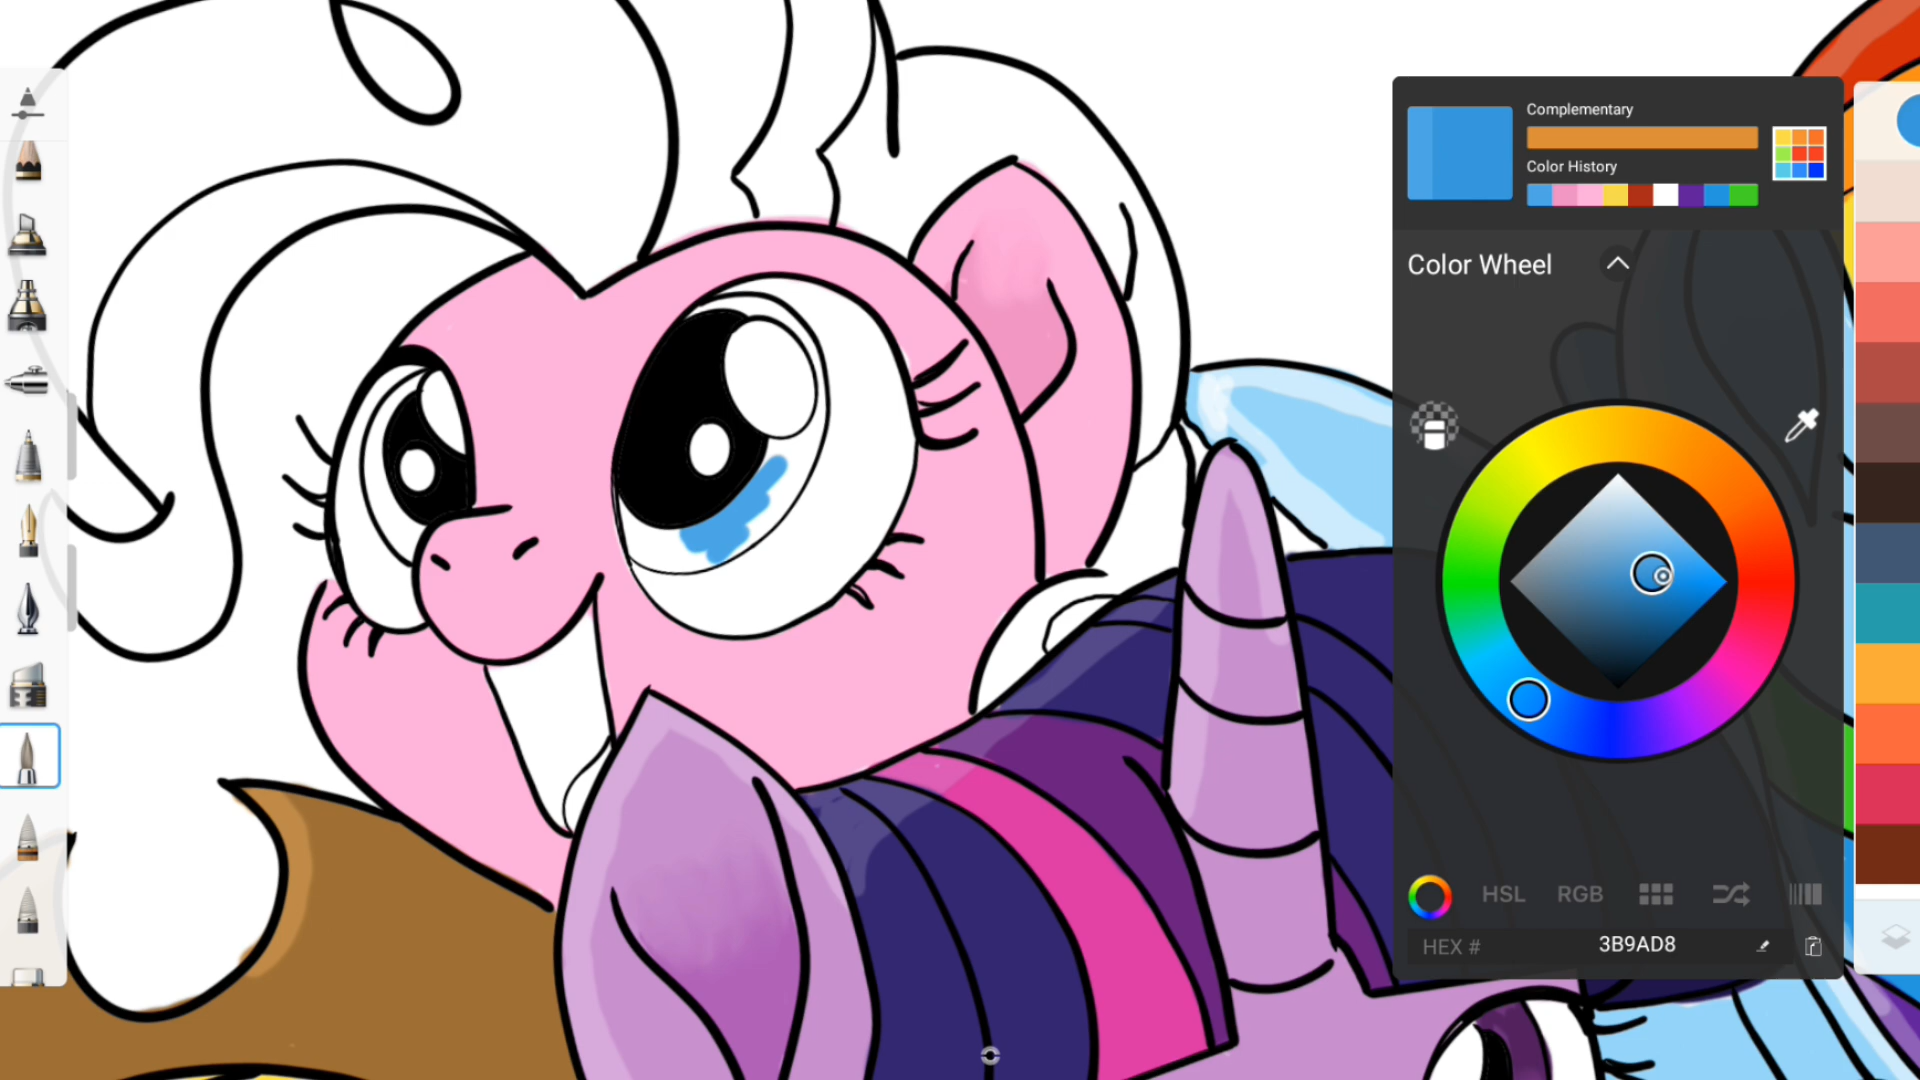 Complementary
Color History
Color Wheel
HSL
RGB
HEX #
3B9AD8